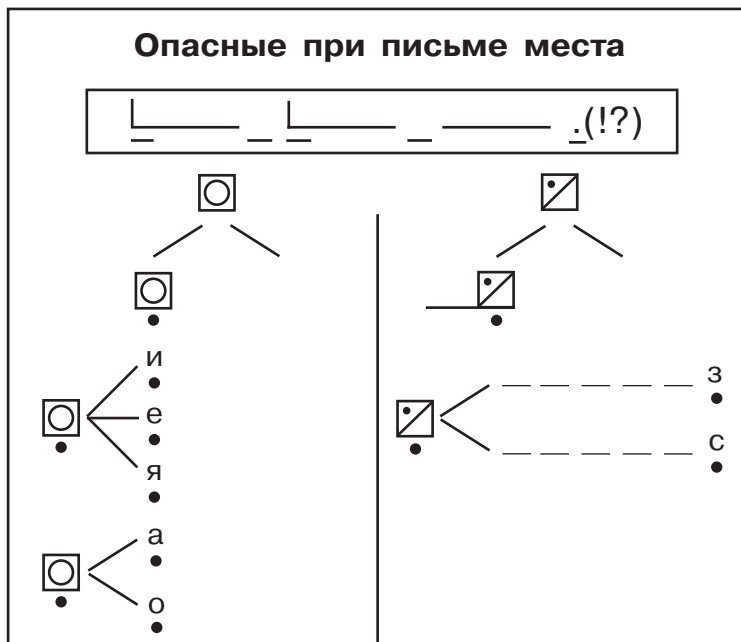 Опасные при письме места
.(!?)
и
е
я
а
о
з
с